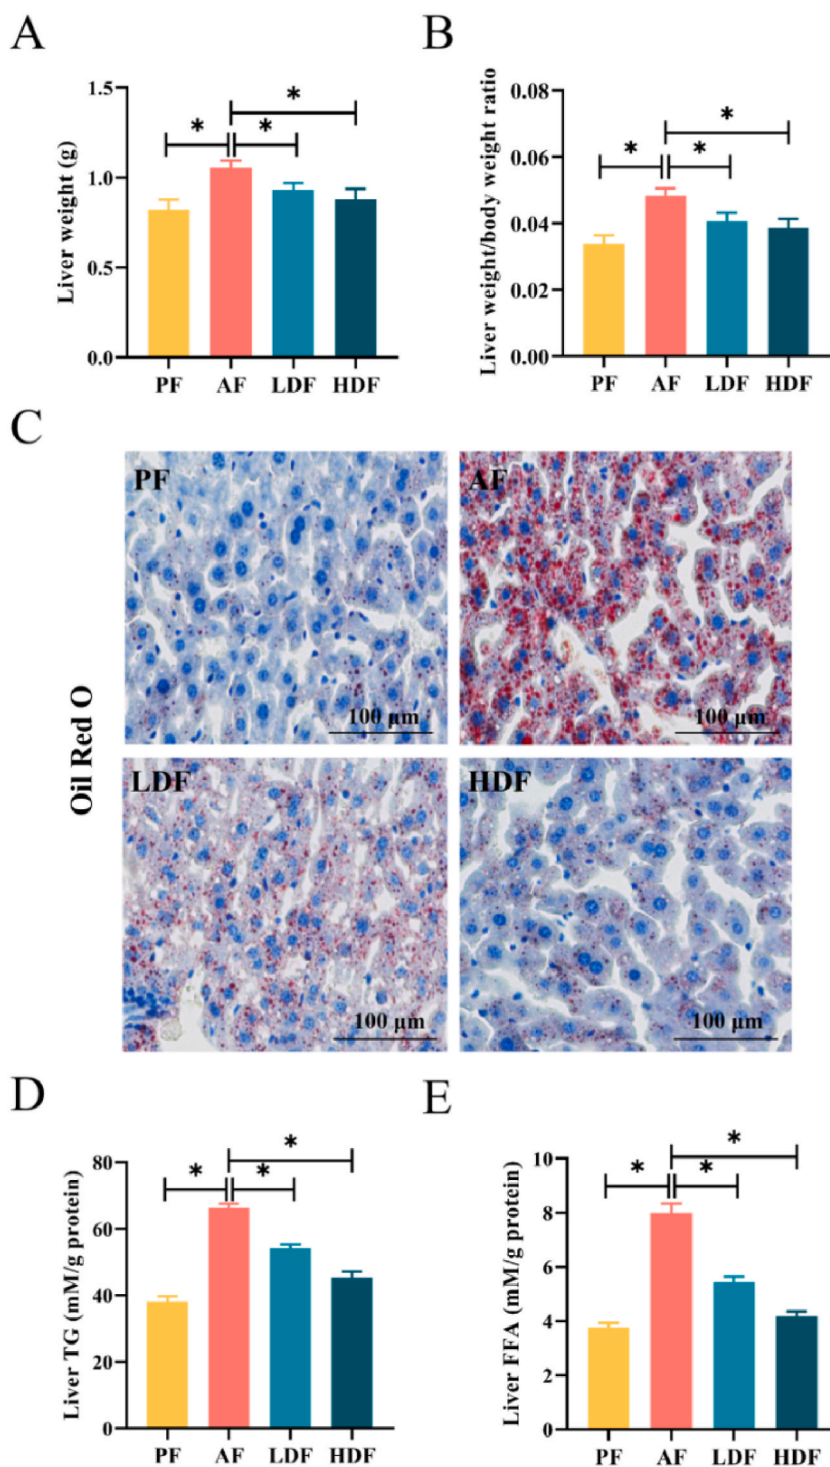 A
Liver weight (g)
1.5
1.0
0.5
0.0
*
*
*
PF AF LDF HDF
B
Liver weight/body weight ratio
0.08
0.06
0.04
0.02
0.00
*
*
*
PF AF LDF HDF
C
Oil Red O
PF
100 μm
AF
100 μm
LDF
100 μm
HDF
100 μm
D
Liver TG (mM/g protein)
80
60
40
20
0
*
*
*
PF AF LDF HDF
E
Liver FFA (mM/g protein)
10
8
6
4
2
0
*
*
*
PF AF LDF HDF